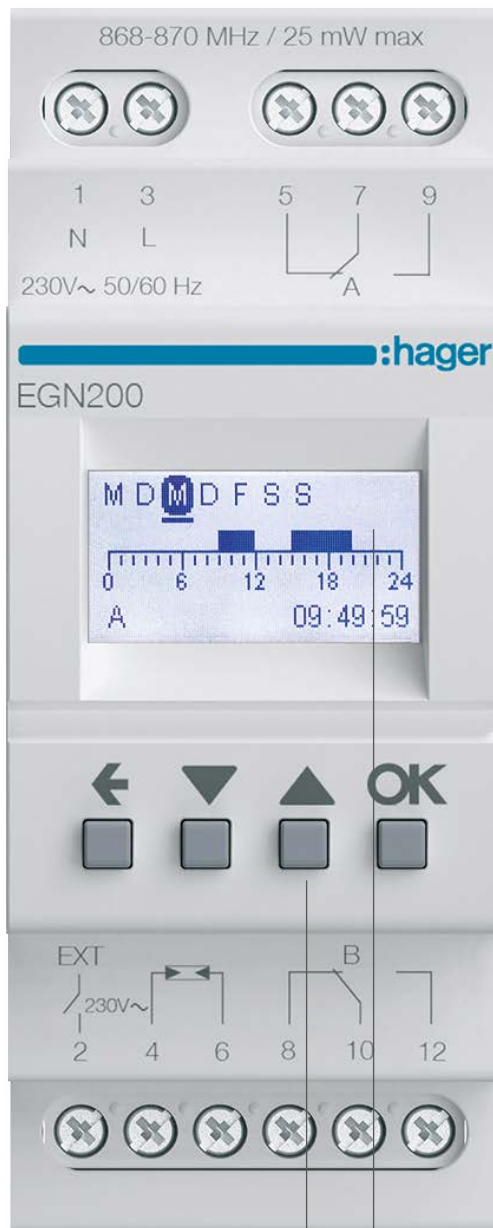 868-870 MHz / 25 mW max
1 3 5 7 9
N L
230V~ 50/60 Hz A
:hager
EGN200
M D M D F S S
0 6 12 18 24
A 09:49:59
OK
EXT B
230V~
2 4 6 8 10 12